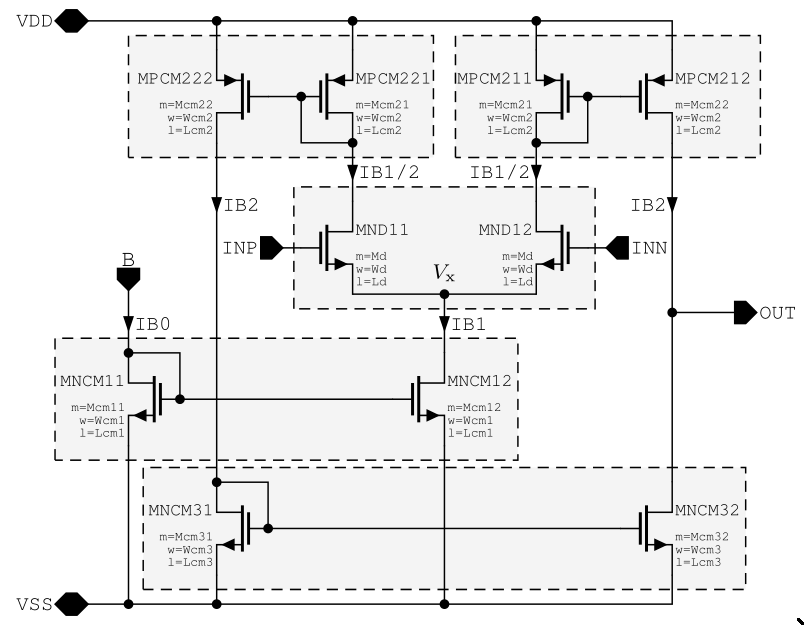 VDD
MPCM222
m=Mcm22
w=Wcm2
l=Lcm2
MPCM221
m=Mcm21
w=Wcm2
l=Lcm2
MPCM211
m=Mcm21
w=Wcm2
l=Lcm2
MPCM212
m=Mcm22
w=Wcm2
l=Lcm2
IB1/2
IB1/2
IB2
IB2
INP
MND11
m=Md
w=Wd
l=Ld
MND12
m=Md
w=Wd
l=Ld
INN
Vx
B
IB0
IB1
OUT
MNCM11
m=Mcm11
w=Wcm1
l=Lcm1
MNCM12
m=Mcm12
w=Wcm1
l=Lcm1
MNCM31
m=Mcm31
w=Wcm3
l=Lcm3
MNCM32
m=Mcm32
w=Wcm3
l=Lcm3
VSS